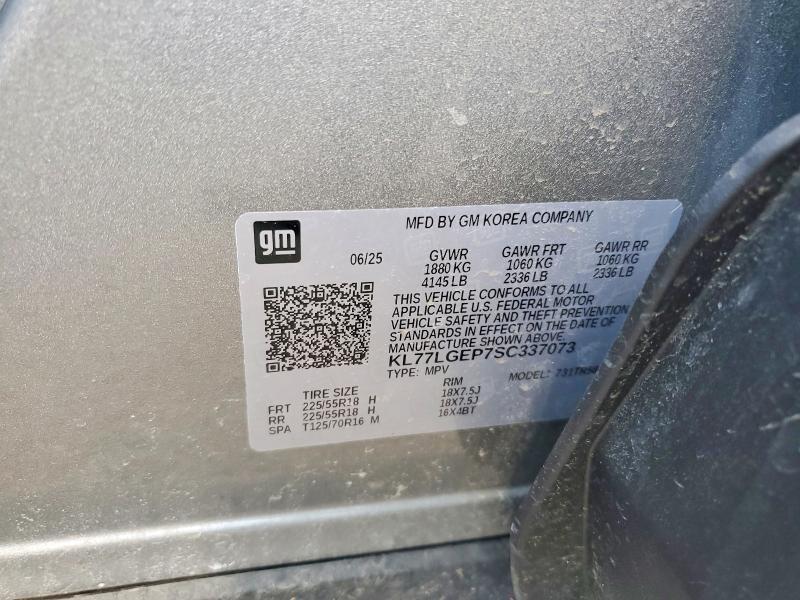 gm
MFD BY GM KOREA COMPANY
06/25
GVWR GAWR FRT GAWR RR
1880 KG 1060 KG 1060 KG
4145 LB 2336 LB 2336 LB
THIS VEHICLE CONFORMS TO ALL
APPLICABLE U.S. FEDERAL MOTOR
VEHICLE SAFETY AND THEFT PREVENTION
STANDARDS IN EFFECT ON THE DATE OF
MANUFACTURE SHOWN ABOVE.
KL77LGEP7SC337073
TYPE: MPV MODEL:
TIRE SIZE RIM
FRT 225/55R18 H 18X7.5J
RR 225/55R18 H 18X7.5J
SPA T125/70R16 M 16X4BT